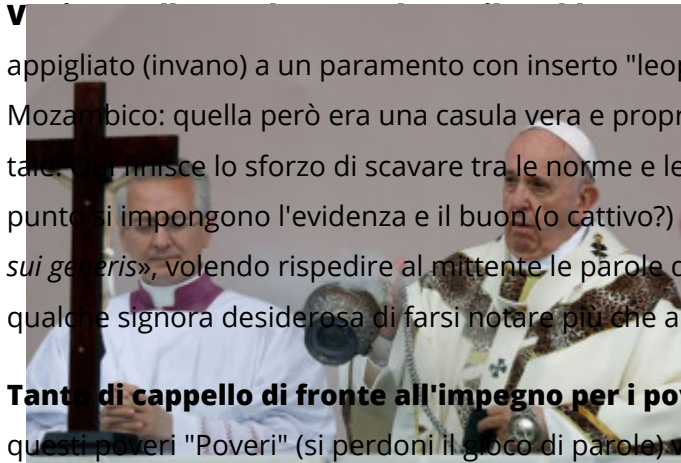 appigliato (invano) a un paramento con inserto "leop
Mozambico: quella però era una casula vera e propr
tale. Qui finisce lo sforzo di scavare tra le norme e le
punto si impongono l'evidenza e il buon (o cattivo?)
sui generis», volendo rispedire al mittente le parole d
qualche signora desiderosa di farsi notare più che a
Tanto di cappello di fronte all'impegno per i pov
questi poveri "Poveri" (si perdoni il gioco di parole) v